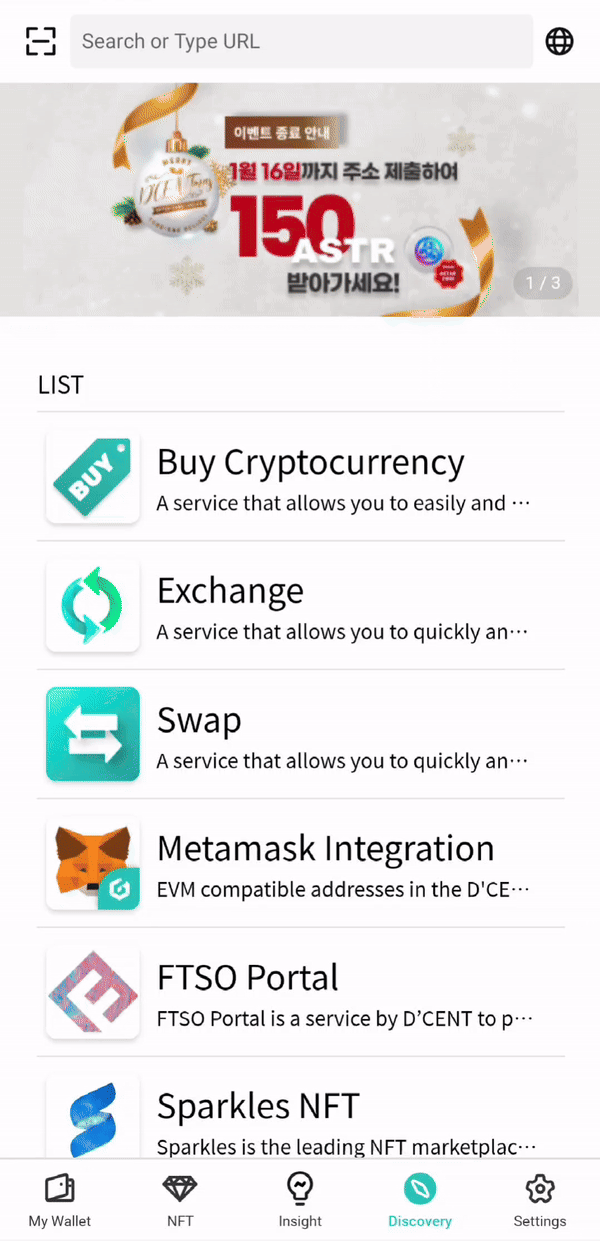 Search or Type URL
이벤트 종료 안내
MERRY
D'CENTmas
1월 16일까지 주소 제출하여
150
ASTR
받아가세요!
1 / 3
LIST
BUY
Buy Cryptocurrency
A service that allows you to easily and ⋯
Exchange
A service that allows you to quickly an⋯
Swap
A service that allows you to quickly an⋯
Metamask Integration
EVM compatible addresses in the D'CE⋯
FTSO Portal
FTSO Portal is a service by D’CENT to p⋯
Sparkles NFT
Sparkles is the leading NFT marketplac⋯
My Wallet
NFT
Insight
Discovery
Settings